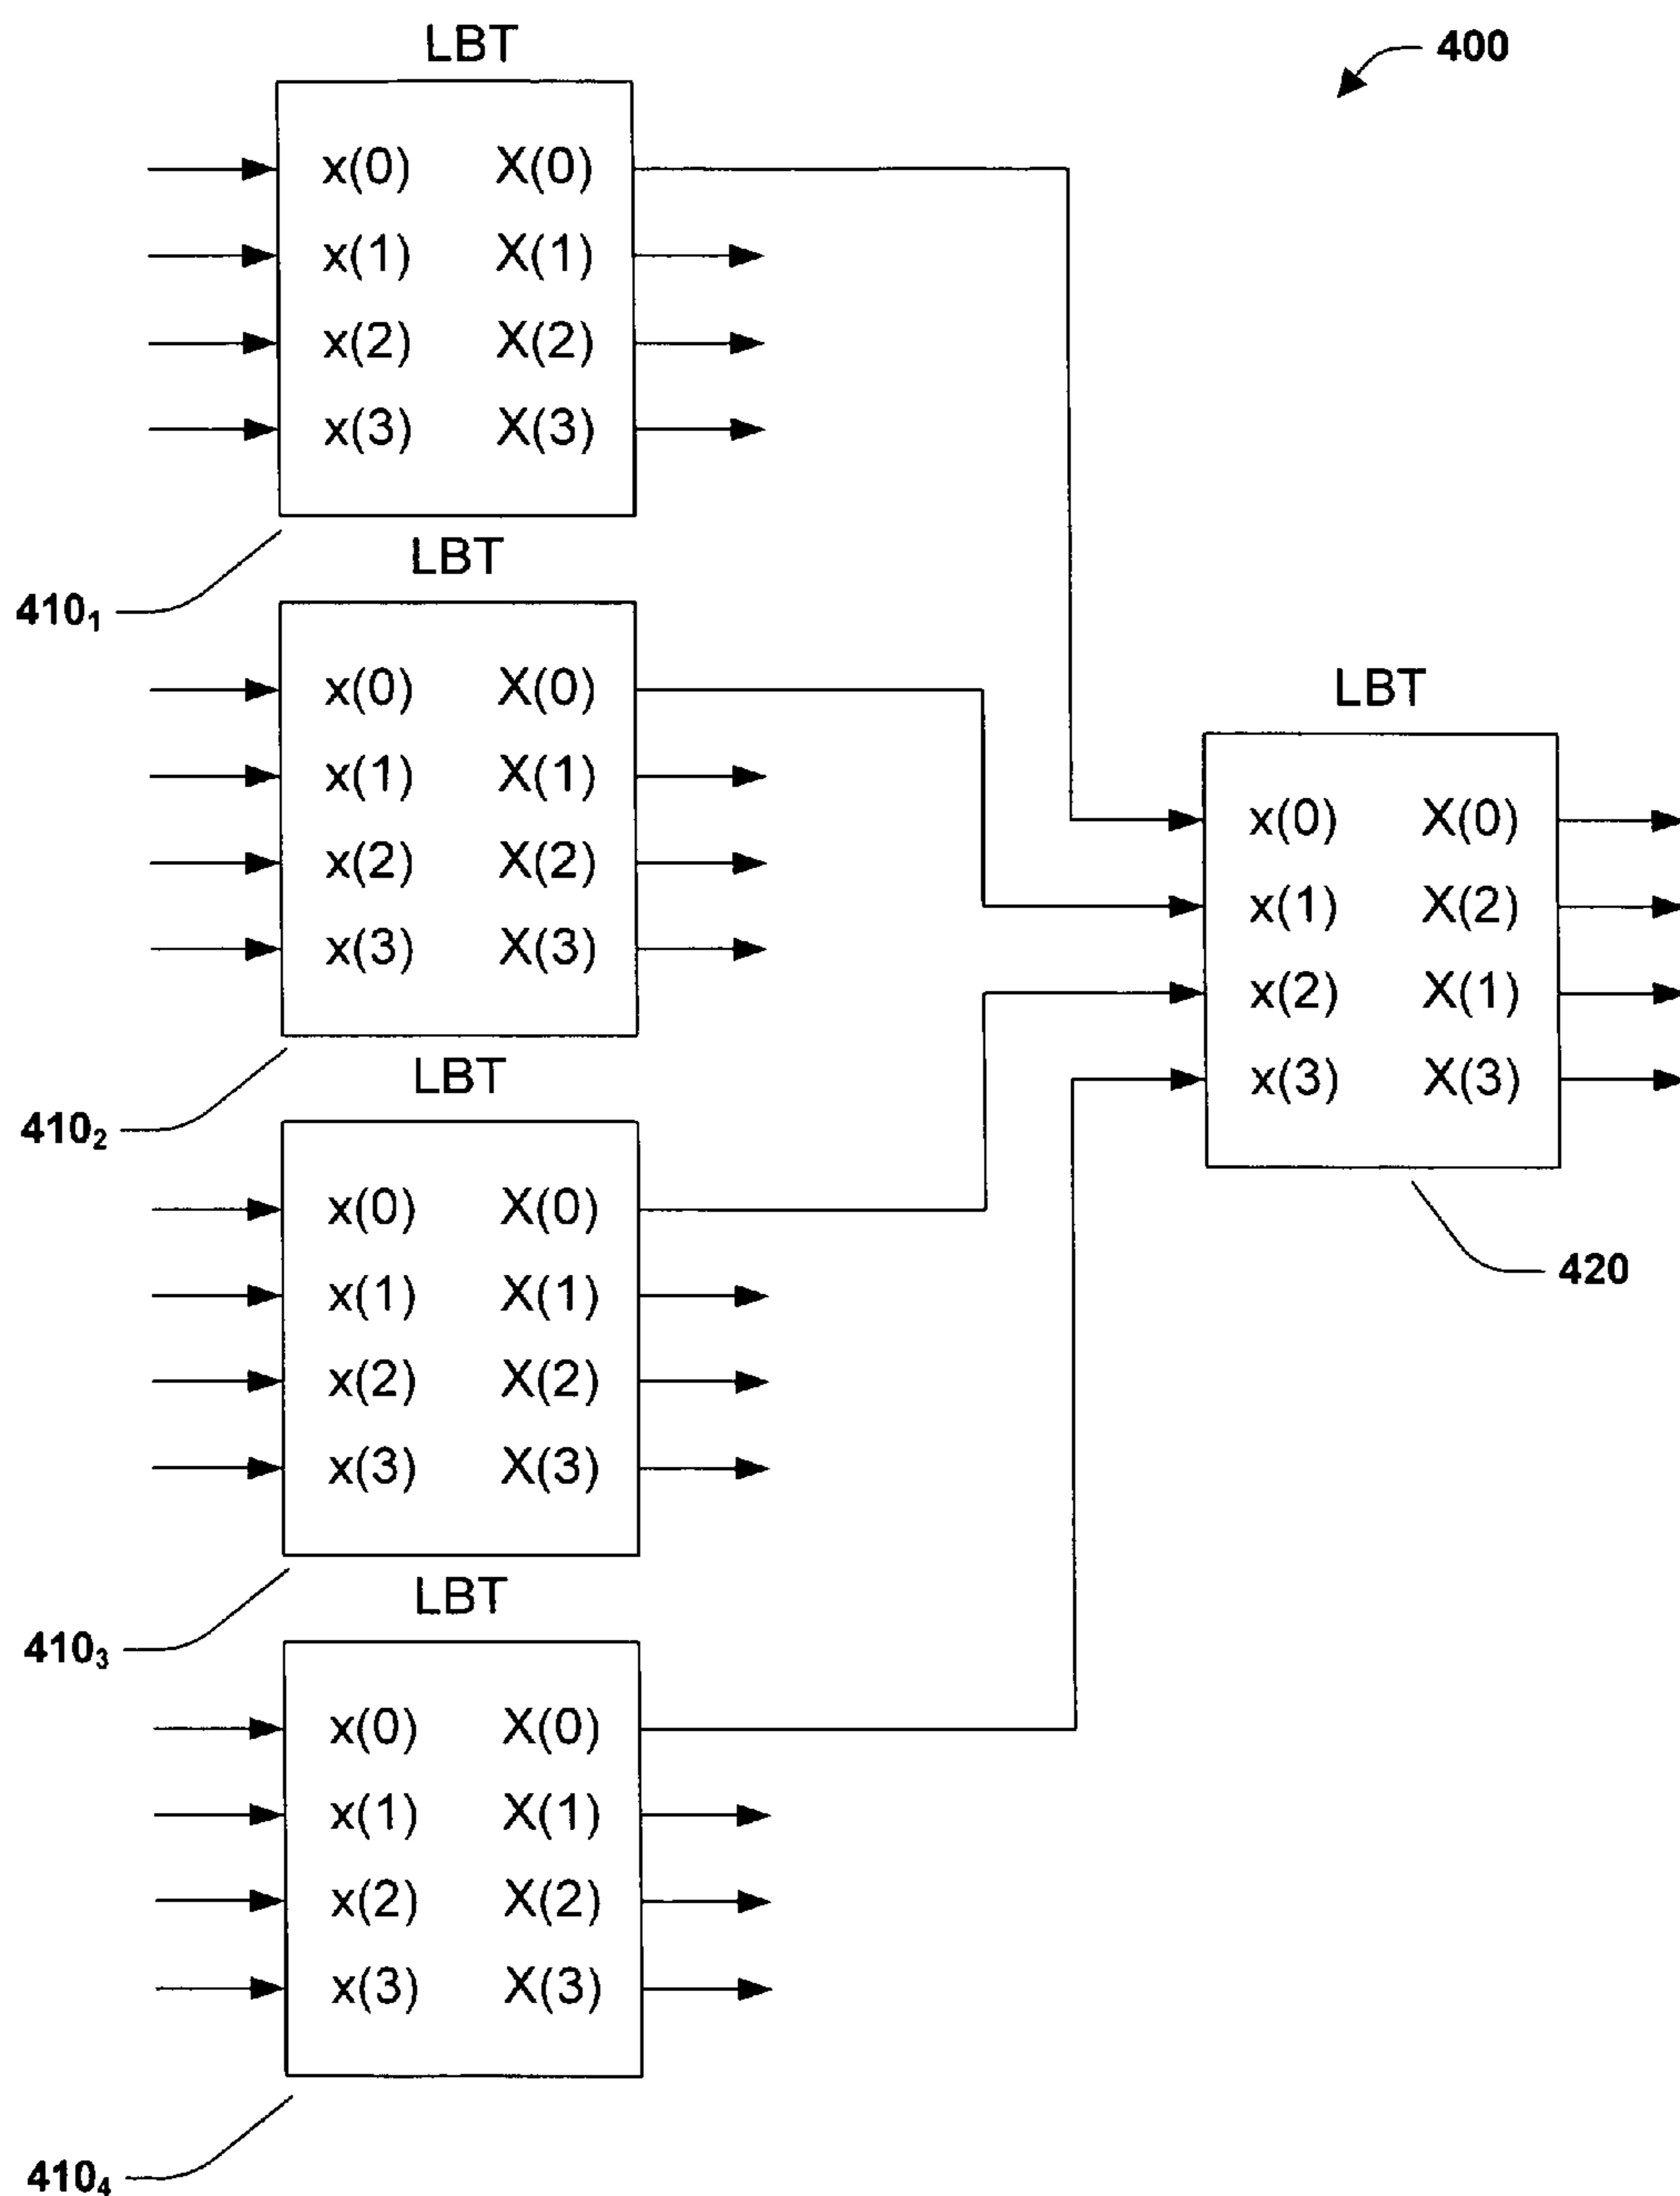 LBT
400
x(0) X(0)
x(1) X(1)
x(2) X(2)
x(3) X(3)
410₁
LBT
x(0) X(0)
x(1) X(1)
x(2) X(2)
x(3) X(3)
410₂
LBT
x(0) X(0)
x(1) X(2)
x(2) X(1)
x(3) X(3)
420
LBT
x(0) X(0)
x(1) X(1)
x(2) X(2)
x(3) X(3)
410₃
LBT
x(0) X(0)
x(1) X(1)
x(2) X(2)
x(3) X(3)
410₄